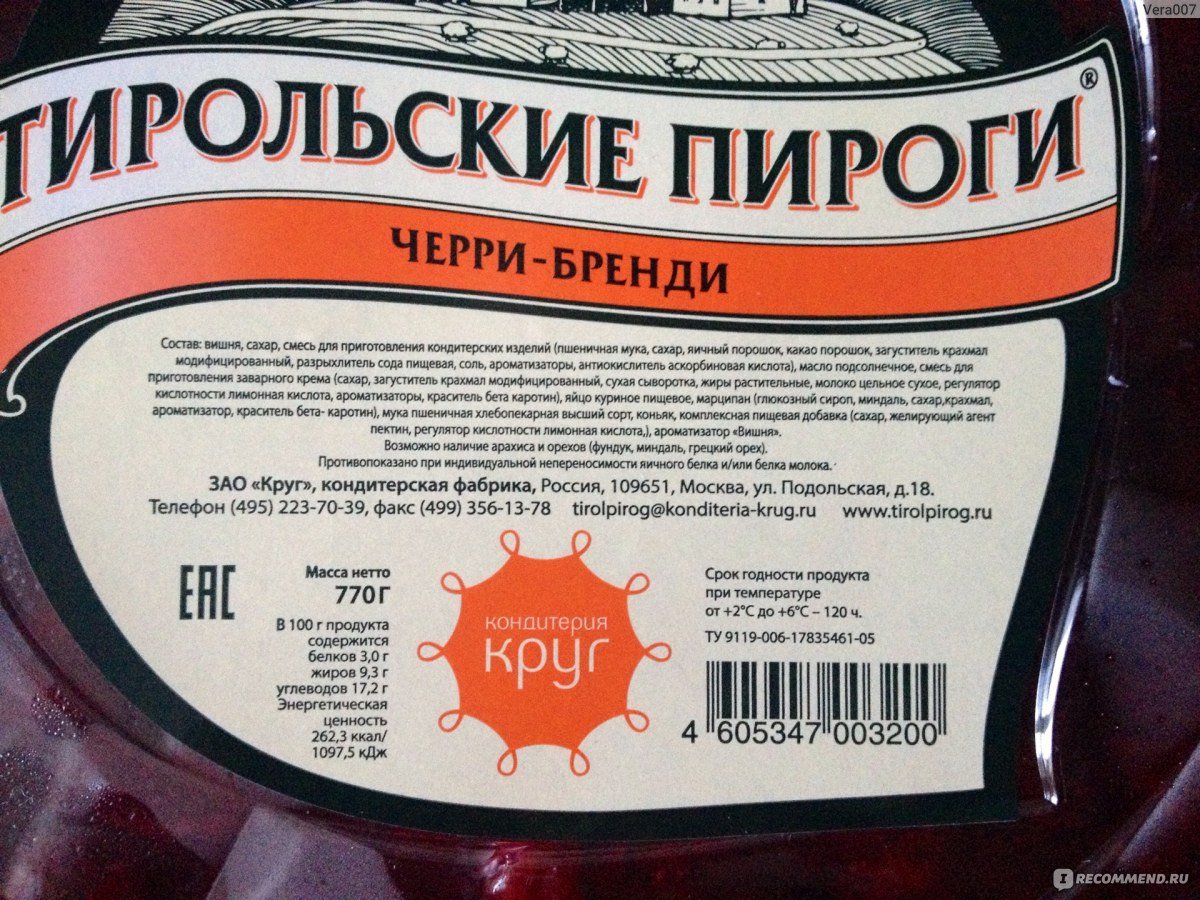 Vera007
ТИРОЛЬСКИЕ ПИРОГИ®
ЧЕРРИ-БРЕНДИ
Состав: вишня, сахар, смесь для приготовления кондитерских изделий (пшеничная мука, сахар, яичный порошок, какао порошок, загуститель крахмал
модифицированный, разрыхлитель сода пищевая, соль, ароматизаторы, антиокислитель аскорбиновая кислота), масло подсолнечное, смесь для
приготовления заварного крема (сахар, загуститель крахмал модифицированный, сухая сыворотка, жиры растительные, молоко цельное сухое, регулятор
кислотности лимонная кислота, ароматизаторы, краситель бета каротин), яйцо куриное пищевое, марципан (глюкозный сироп, миндаль, сахар,крахмал,
ароматизатор, краситель бета- каротин), мука пшеничная хлебопекарная высший сорт, коньяк, комплексная пищевая добавка (сахар, желирующий агент
пектин, регулятор кислотности лимонная кислота,), ароматизатор «Вишня».
Возможно наличие арахиса и орехов (фундук, миндаль, грецкий орех).
Противопоказано при индивидуальной непереносимости яичного белка и/или белка молока.
ЗАО «Круг», кондитерская фабрика, Россия, 109651, Москва, ул. Подольская, д.18.
Телефон (495) 223-70-39, факс (499) 356-13-78 tirolpirog@konditeria-krug.ru www.tirolpirog.ru
EAC
Масса нетто
770Г
В 100 г продукта
содержится
белков 3,0 г
жиров 9,3 г
углеводов 17,2 г
Энергетическая
ценность
262,3 ккал/
1097,5 кДж
кондитерия
круг
Срок годности продукта
при температуре
от +2°С до +6°С – 120 ч.
ТУ 9119-006-17835461-05
4 605347 003200
I RECOMMEND.RU